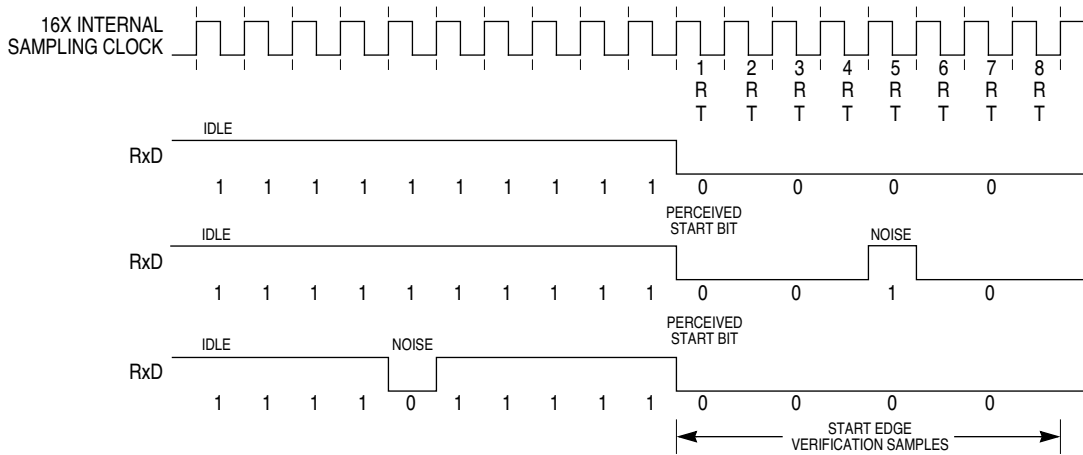 16X INTERNAL
SAMPLING CLOCK
1 2 3 4 5 6 7 8
R R R R R R R R
T T T T T T T T
IDLE
RxD
1 1 1 1 1 1 1 1 1 1 0 0 0 0
PERCEIVED
START BIT
IDLE
NOISE
RxD
1 1 1 1 1 1 1 1 1 1 0 0 1 0
PERCEIVED
START BIT
IDLE
NOISE
RxD
1 1 1 1 0 1 1 1 1 1 0 0 0 0
START EDGE
VERIFICATION SAMPLES